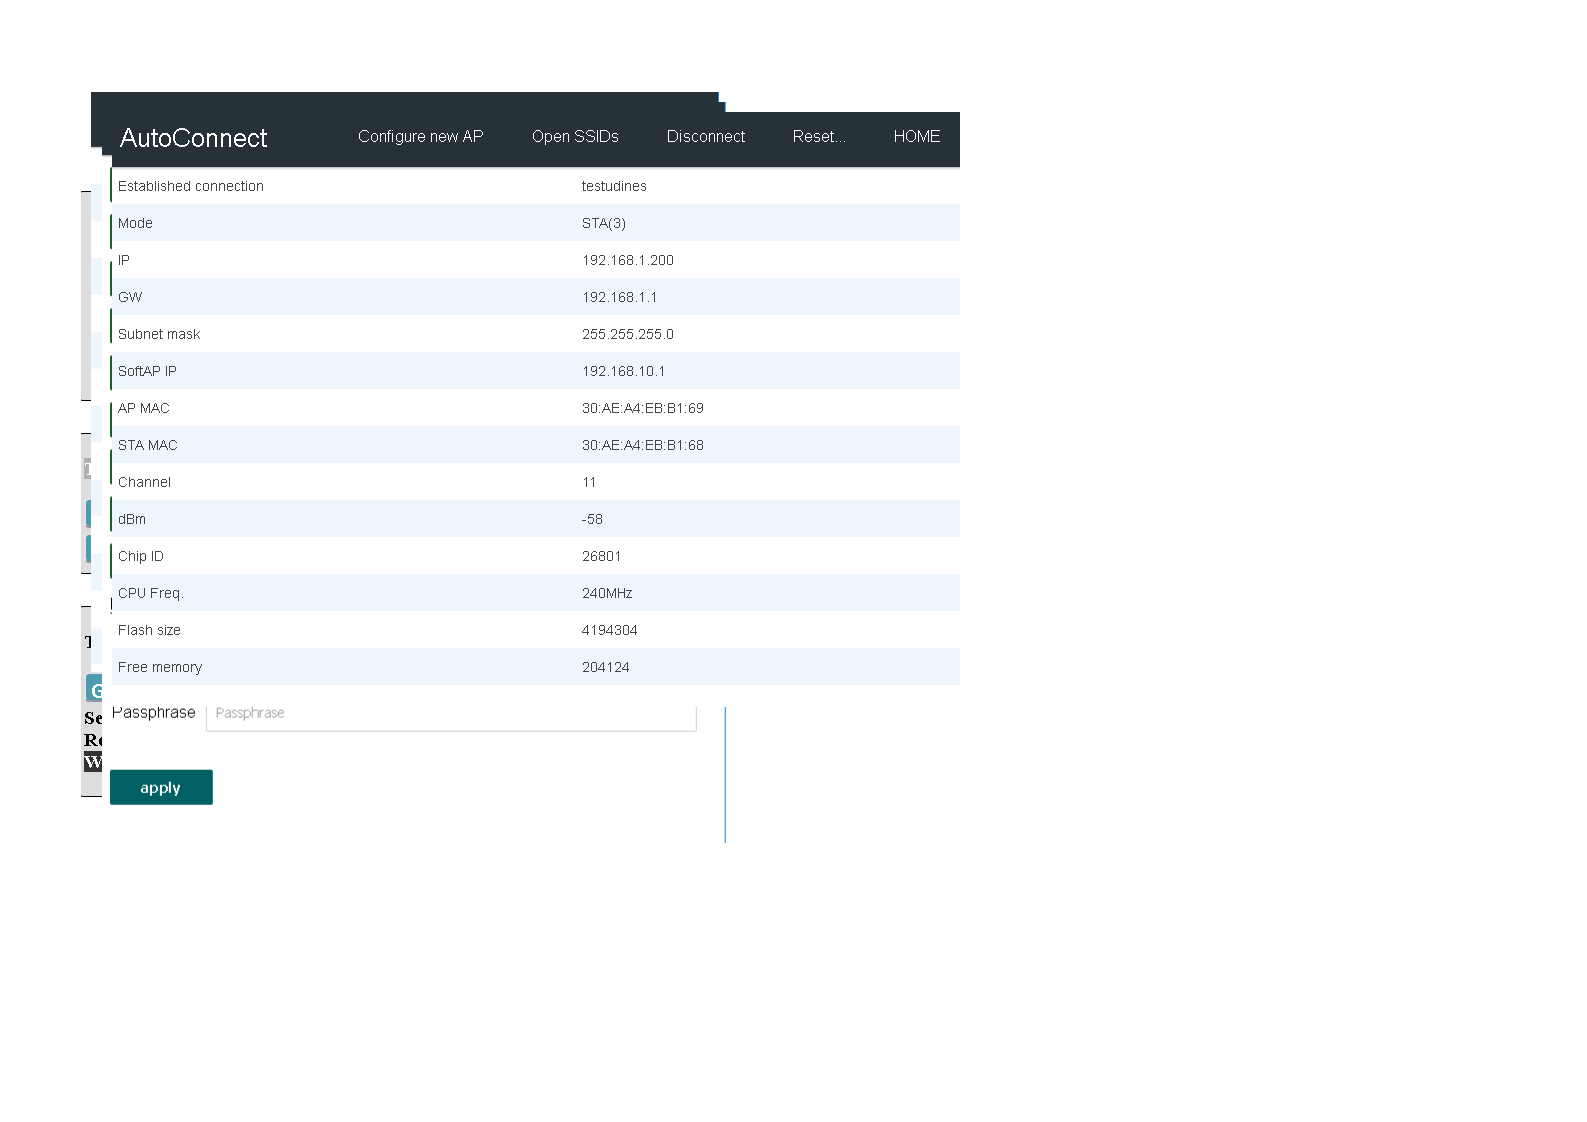 AutoConnect Configure new AP Open SSIDs Disconnect Reset... HOME
Established connection testudines
Mode STA(3)
IP 192.168.1.200
GW 192.168.1.1
Subnet mask 255.255.255.0
SoftAP IP 192.168.10.1
AP MAC 30:AE:A4:EB:B1:69
STA MAC 30:AE:A4:EB:B1:68
Channel 11
dBm -58
Chip ID 26801
CPU Freq. 240MHz
Flash size 4194304
Free memory 204124
Passphrase Passphrase
apply